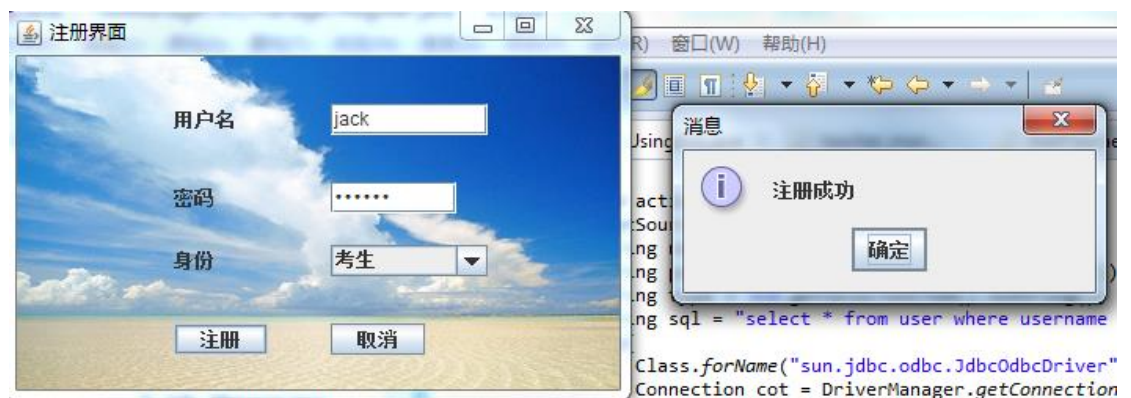 注册界面
用户名
jack
密码
••••••
身份
考生
注册
取消
窗口(W) 帮助(H)
消息
注册成功
确定
sql = "select * from user where username
Class.forName("sun.jdbc.odbc.JdbcOdbcDriver"
Connection cot = DriverManager.getConnection